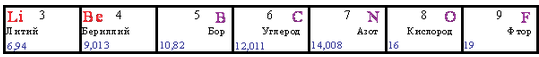 Li 3 Be 4 5 B 6 C 7 N 8 O 9 F
Литий Бериллий Бор Углерод Азот Кислород Фтор
6,94 9,013 10,82 12,011 14,008 16 19